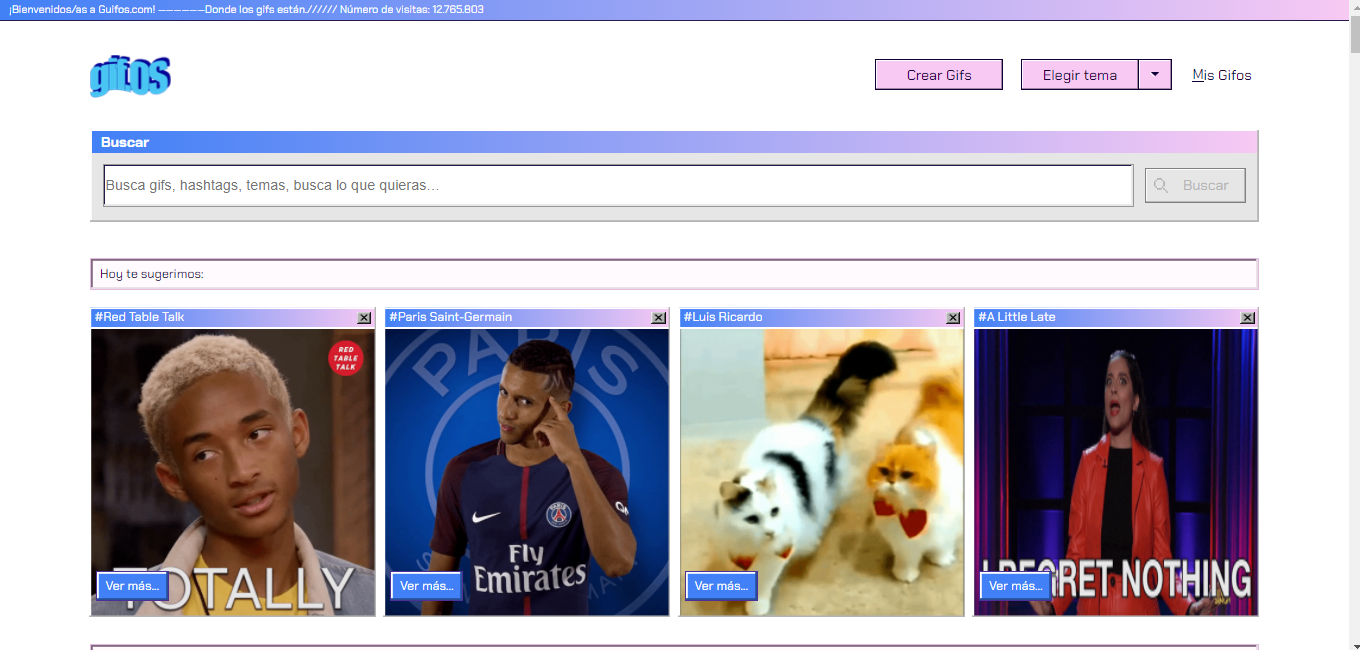 ¡Bienvenidos/as a Guifos.com! ——————Donde los gifs están.////// Número de visitas: 12.765.803
gifos
Crear Gifs
Elegir tema
Mis Gifos
Buscar
Busca gifs, hashtags, temas, busca lo que quieras...
Buscar
Hoy te sugerimos:
#Red Table Talk
#Paris Saint-Germain
#Luis Ricardo
#A Little Late
RED
TABLE
TALK
PARIS
Fly
Emirates
TOTALLY
I REGRET NOTHING
Ver más...
Ver más...
Ver más...
Ver más...